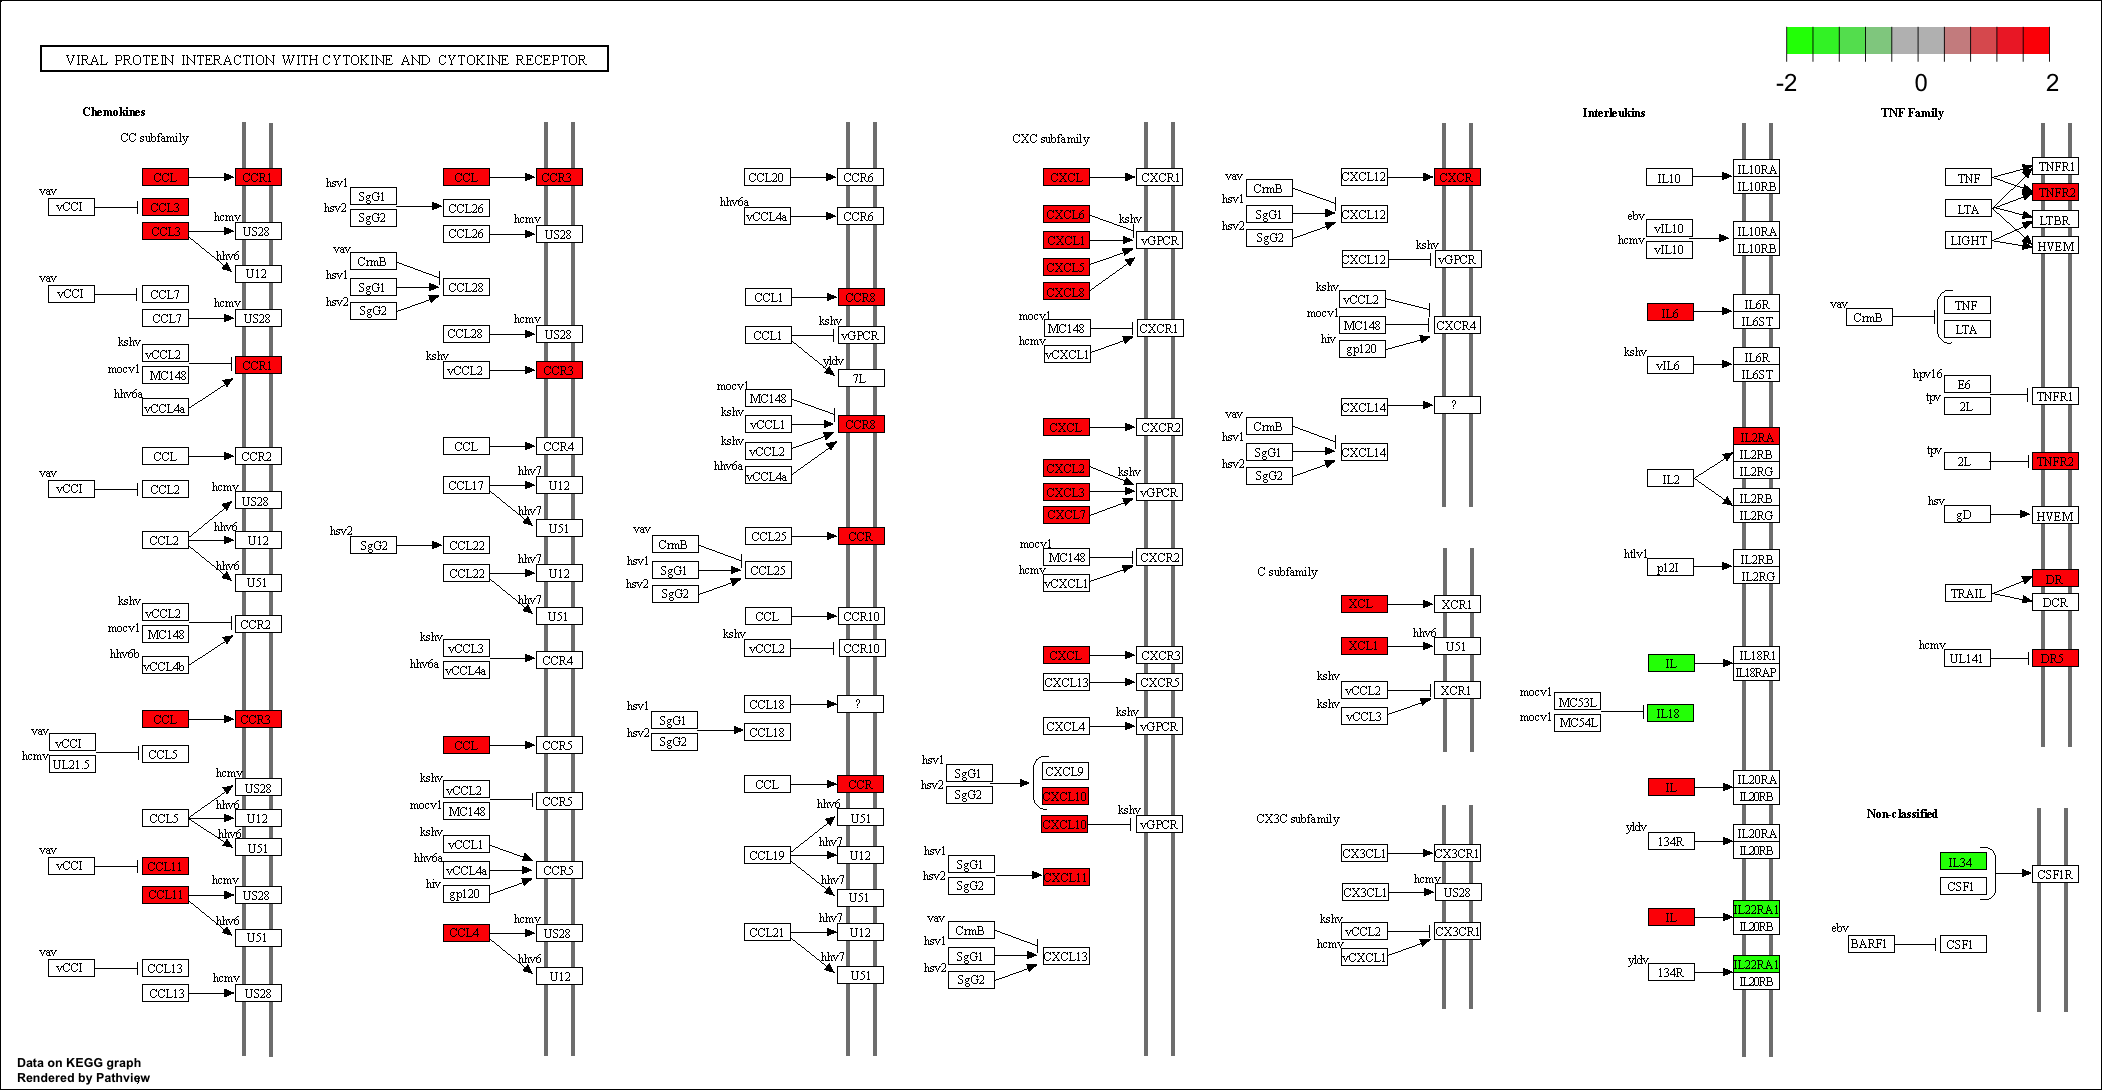 VIRAL PROTEIN INTERACTION WITH CYTOKINE AND CYTOKINE RECEPTOR
-2 0 2
Chemokines
CC subfamily
CCL CCR1
vav
vCCI CCL3
CCL3 hcmv US28
hhv6 U12
vav
vCCI CCL7
CCL7 hcmv US28
kshv
vCCL2 CCR1
mocv1 MC148
hhv6a
vCCL4a
CCL CCR2
vav
vCCI CCL2
hcmv US28
CCL2 hhv6 U12
hhv6 U51
kshv
vCCL2 CCR2
mocv1 MC148
hhv6b
vCCL4b
CCL CCR3
vav
vCCI CCL5
hcmv UL21.5
hcmv US28
CCL5 hhv6 U12
hhv6 U51
vav
vCCI CCL11
CCL11 hcmv US28
hhv6 U51
vav
vCCI CCL13
CCL13 hcmv US28
CCL CCR3
hsv1 SgG1 CCL26
hsv2 SgG2
CCL26 hcmv US28
vav
CrmB
hsv1 SgG1 CCL28
hsv2 SgG2
CCL28 hcmv US28
kshv
vCCL2 CCR3
CCL CCR4
CCL17 hhv7 U12
hhv7 U51
hsv2 SgG2 CCL22
CCL22 hhv7 U12
hhv7 U51
kshv
vCCL3 CCR4
hhv6a vCCL4a
CCL CCR5
kshv
vCCL2 CCR5
mocv1 MC148
kshv
vCCL1
hhv6a vCCL4a CCR5
hiv gp120
CCL4 hcmv US28
hhv6 U12
CCL20 CCR6
hhv6a
vCCL4a CCR6
CCL1 CCR8
CCL1 kshv vGPCR
yldv 7L
mocv1 MC148
kshv vCCL1 CCR8
kshv vCCL2
hhv6a vCCL4a
CCL25 CCR
vav
CrmB
hsv1 SgG1 CCL25
hsv2 SgG2
CCL CCR10
kshv
vCCL2 CCR10
CCL18 ?
hsv1 SgG1 CCL18
hsv2 SgG2
CCL CCR
hhv6 U51
CCL19 hhv7 U12
hhv7 U51
CCL21 hhv7 U12
hhv7 U51
CXC subfamily
CXCL CXCR1
CXCL6 kshv
CXCL1 vGPCR
CXCL5
CXCL8
mocv1 MC148 CXCR1
hcmv vCXCL1
CXCL CXCR2
CXCL2 kshv
CXCL3 vGPCR
CXCL7
mocv1 MC148 CXCR2
hcmv vCXCL1
CXCL CXCR3
CXCL13 CXCR5
CXCL4 kshv vGPCR
hsv1 SgG1 CXCL9
hsv2 SgG2 CXCL10
CXCL10 kshv vGPCR
hsv1 SgG1
hsv2 SgG2 CXCL11
vav
CrmB
hsv1 SgG1 CXCL13
hsv2 SgG2
CXCL12 CXCR
vav
CrmB
hsv1 SgG1 CXCL12
hsv2 SgG2
CXCL12 kshv vGPCR
kshv
vCCL2
mocv1 MC148 CXCR4
hiv gp120
CXCL14 ?
vav
CrmB
hsv1 SgG1 CXCL14
hsv2 SgG2
C subfamily
XCL XCR1
XCL1 hhv6 U51
kshv
vCCL2 XCR1
kshv vCCL3
CX3C subfamily
CX3CL1 CX3CR1
CX3CL1 hcmv US28
kshv
vCCL2 CX3CR1
hcmv vCXCL1
Interleukins
IL10 IL10RA
IL10RB
ebv vIL10 IL10RA
hcmv vIL10 IL10RB
IL6 IL6R
IL6ST
kshv vIL6 IL6R
IL6ST
IL2RA
IL2RB
IL2RG
IL2 IL2RB
IL2RG
htlv1 p12I IL2RB
IL2RG
IL IL18R1
IL18RAP
mocv1 MC53L IL18
mocv1 MC54L
IL IL20RA
IL20RB
yldv 134R IL20RA
IL20RB
IL IL22RA1
IL20RB
yldv 134R IL22RA1
IL20RB
TNF Family
TNF TNFR1
TNFR2
LTA LTBR
LIGHT HVEM
vav
CrmB TNF
LTA
hpv16 E6 TNFR1
tpv 2L
tpv 2L TNFR2
hsv gD HVEM
TRAIL DR
DCR
hcmv UL141 DR5
Non-classified
IL34
CSF1 CSF1R
ebv
BARF1 CSF1
Data on KEGG graph
Rendered by Pathview